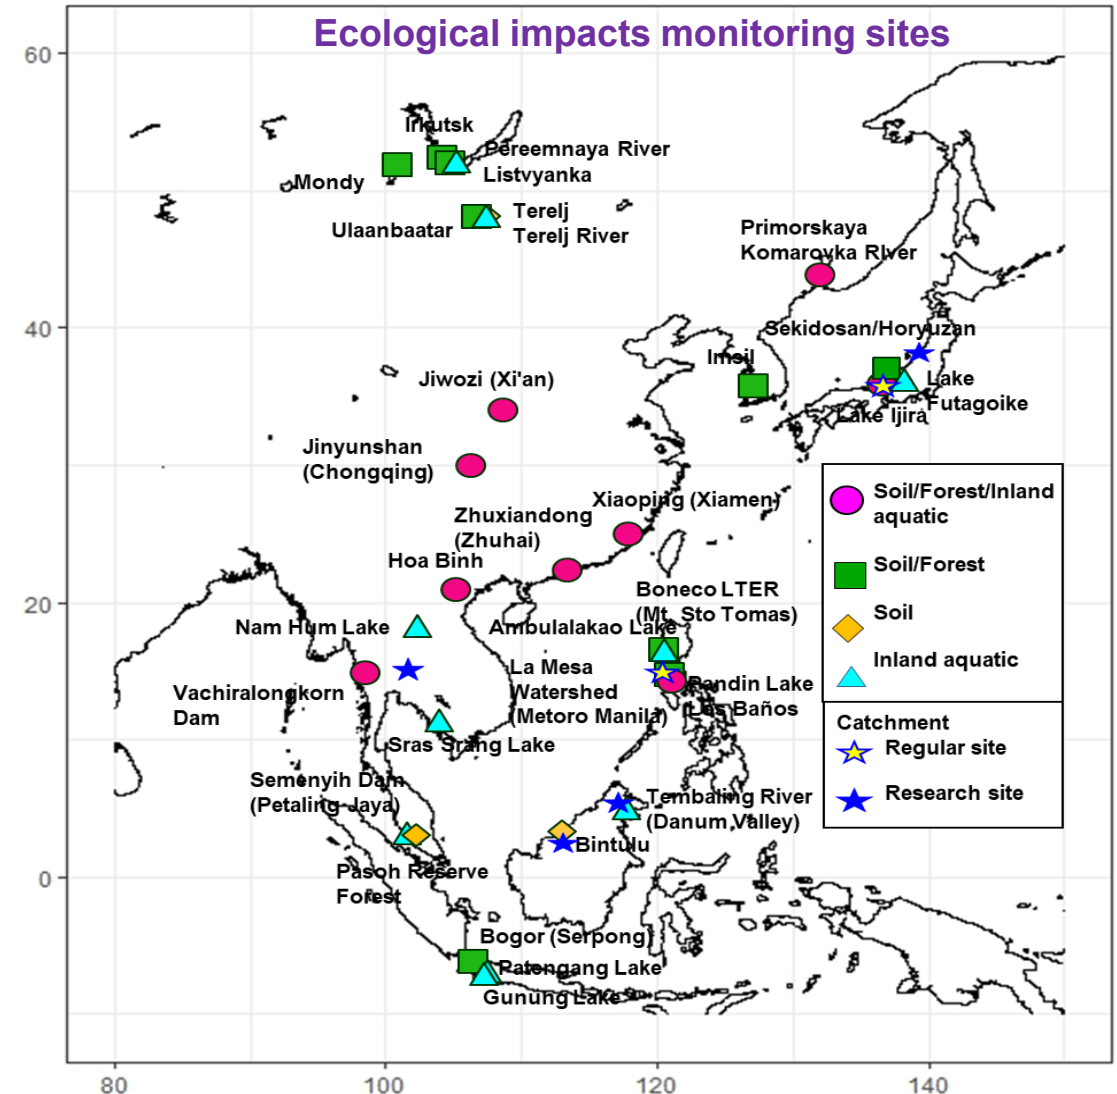 Ecological impacts monitoring sites
60
Irkutsk
Pereemnaya River
Listvyanka
Mondy
Terelj
Ulaanbaatar
Terelj River
Primorskaya
Komarovka RIver
40
Sekidosan/Horyuzan
Imsil
Jiwozi (Xi'an)
Lake
Futagoike
Lake Ijira
Jinyunshan
(Chongqing)
Xiaoping (Xiamen)
Zhuxiandong
(Zhuhai)
Hoa Binh
Soil/Forest/Inland
aquatic
Soil/Forest
Soil
Inland aquatic
Catchment
Regular site
Research site
20
Boneco LTER
(Mt. Sto Tomas)
Nam Hum Lake
Ambulalakao Lake
La Mesa
Watershed
(Metoro Manila)
Pandin Lake
Los Baños
Vachiralongkorn
Dam
Sras Srang Lake
Semenyih Dam
(Petaling Jaya)
Tembaling River
(Danum Valley)
Bintulu
0
Pasoh Reserve
Forest
Bogor (Serpong)
Patengang Lake
Gunung Lake
80
100
120
140